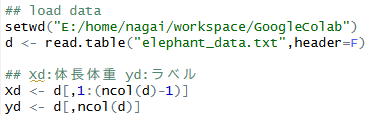 ## load data
setwd("E:/home/nagai/workspace/GoogleColab")
d <- read.table("elephant_data.txt",header=F)
## Xd:体長体重 yd:ラベル
Xd <- d[,1:(ncol(d)-1)]
yd <- d[,ncol(d)]